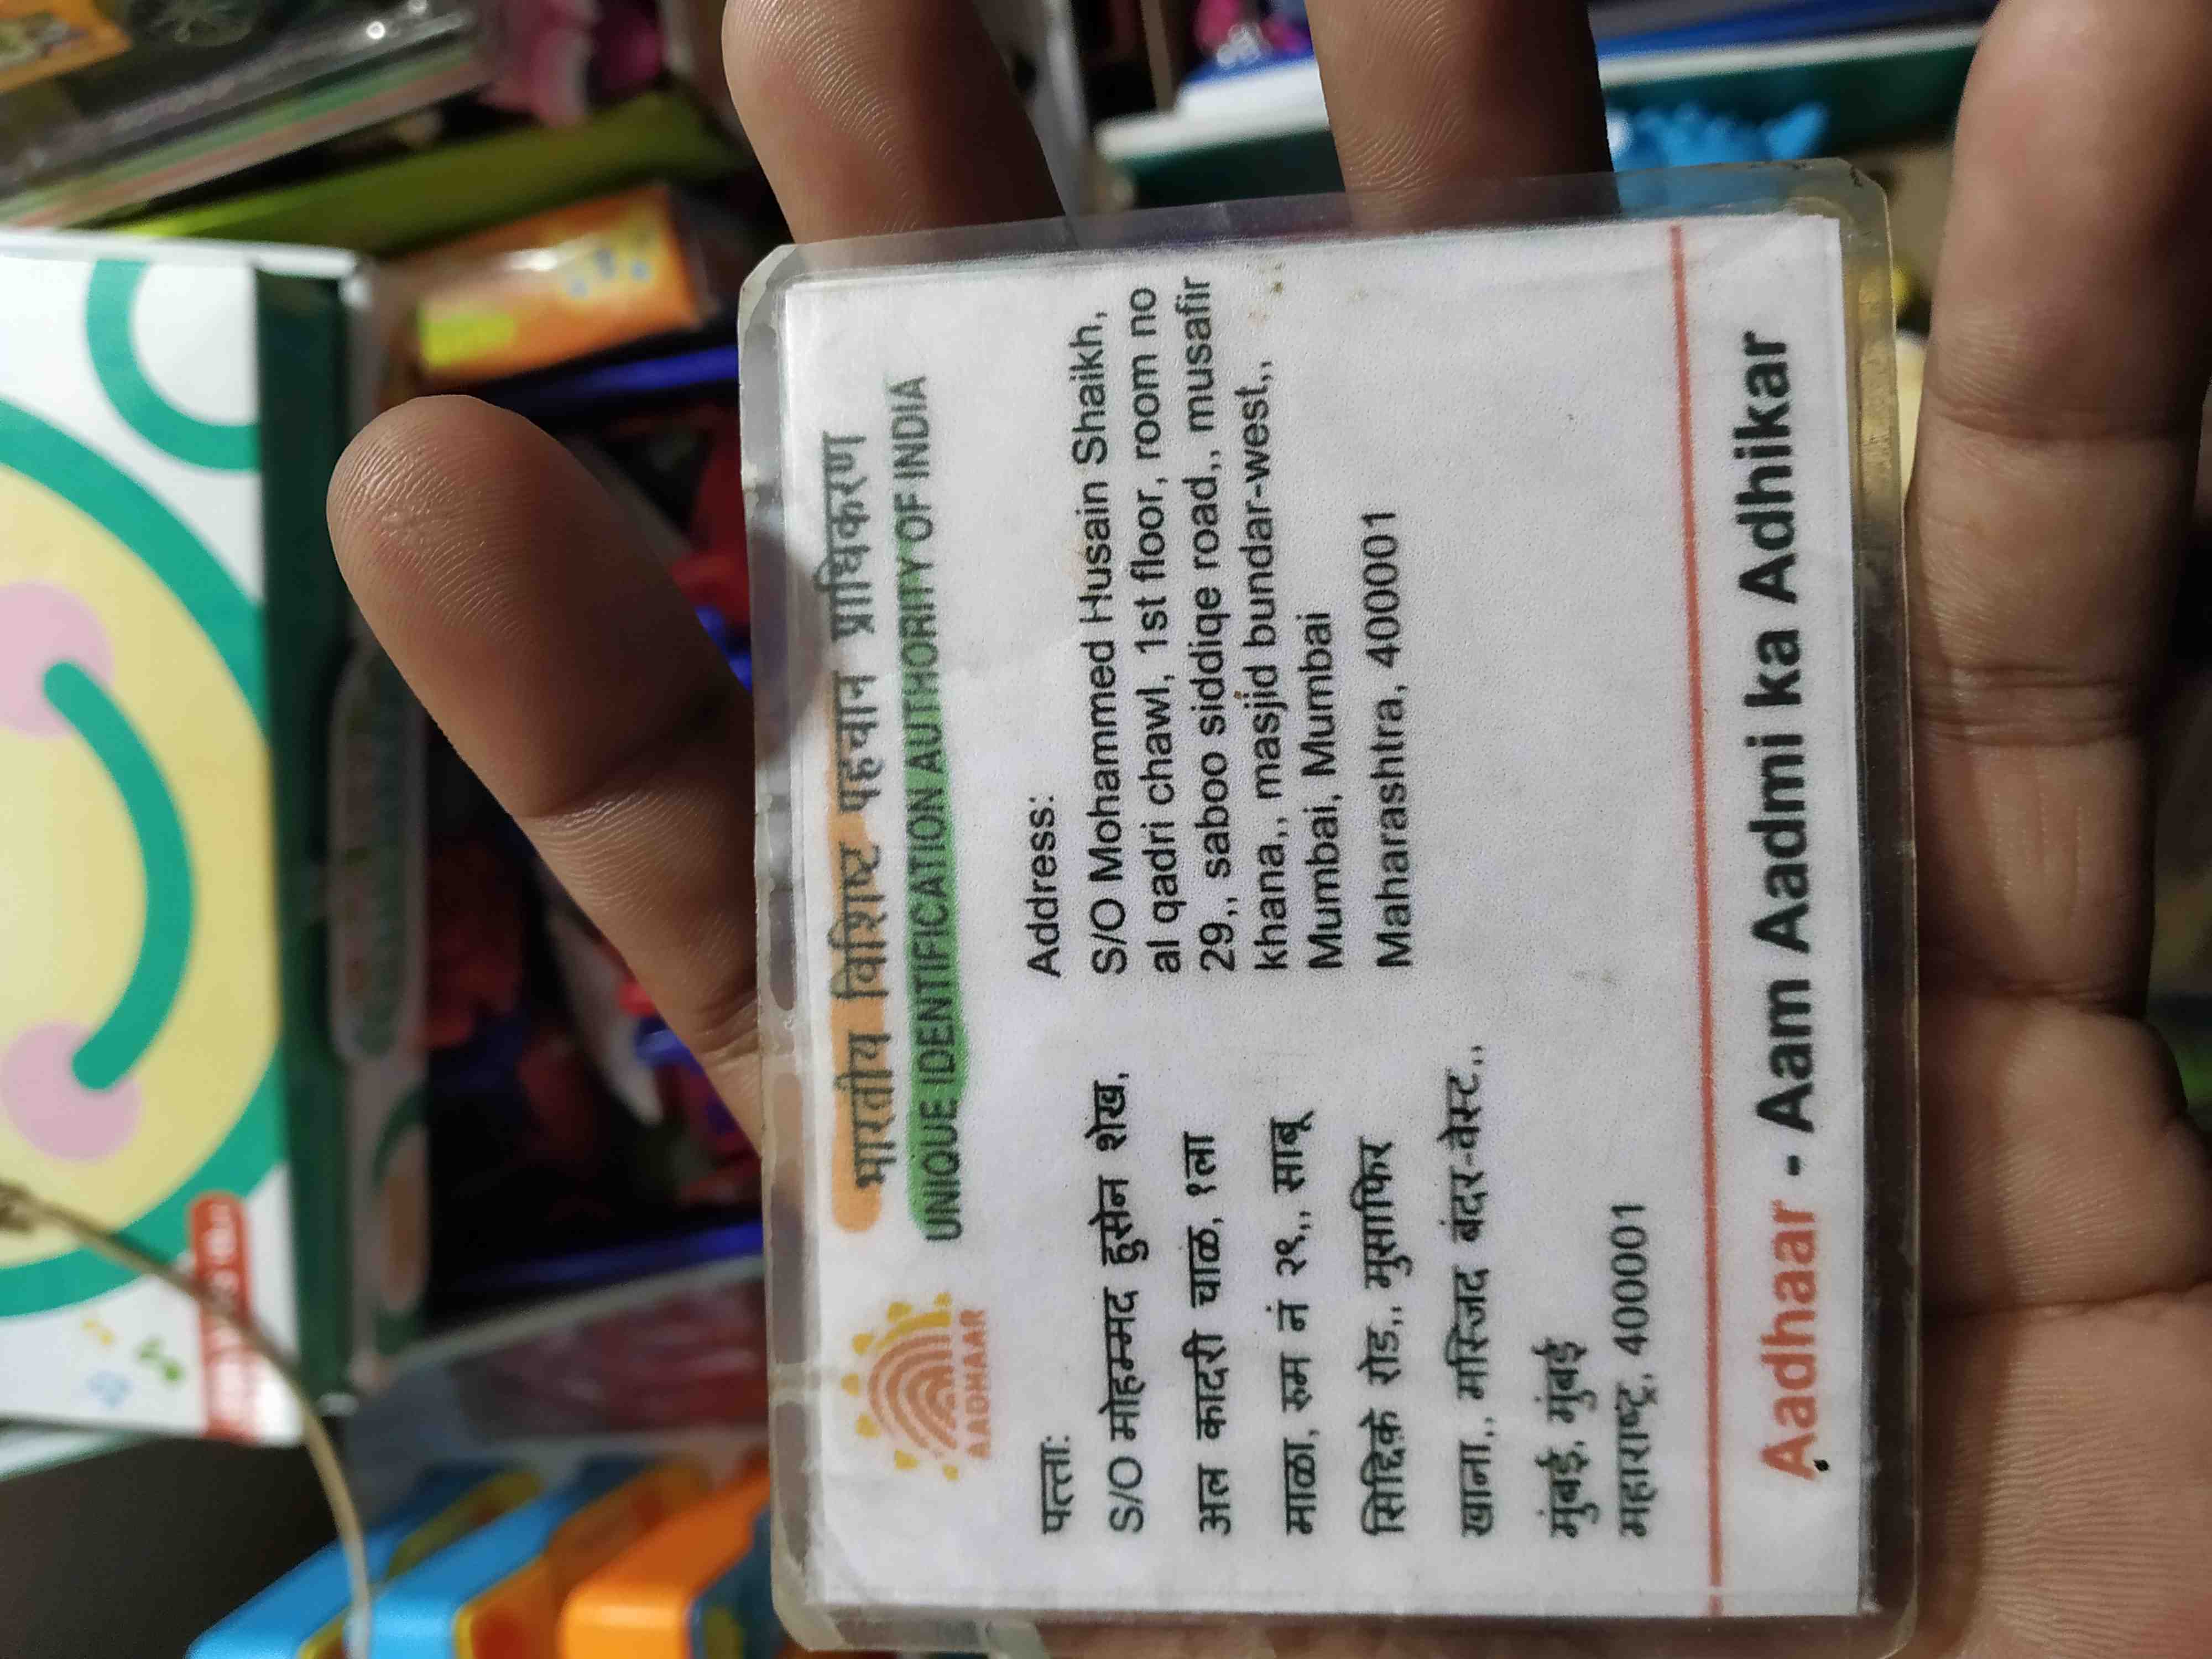 भारतीय विशिष्ट पहचान प्राधिकरण
UNIQUE IDENTIFICATION AUTHORITY OF INDIA
AADHAAR
पत्ता:
S/O मोहम्मद हुसेन शेख,
अल कादरी चाळ, १ला
माळा, रुम नं २९,, साबू
सिद्दिके रोड,, मुसाफिर
खाना,, मस्जिद बंदर-वेस्ट,,
मुंबई, मुंबई
महाराष्ट्र, 400001
Address:
S/O Mohammed Husain Shaikh,
al qadri chawl, 1st floor, room no
29,, saboo siddiqe road,, musafir
khana,, masjid bundar-west,,
Mumbai, Mumbai
Maharashtra, 400001
Aadhaar - Aam Aadmi ka Adhikar